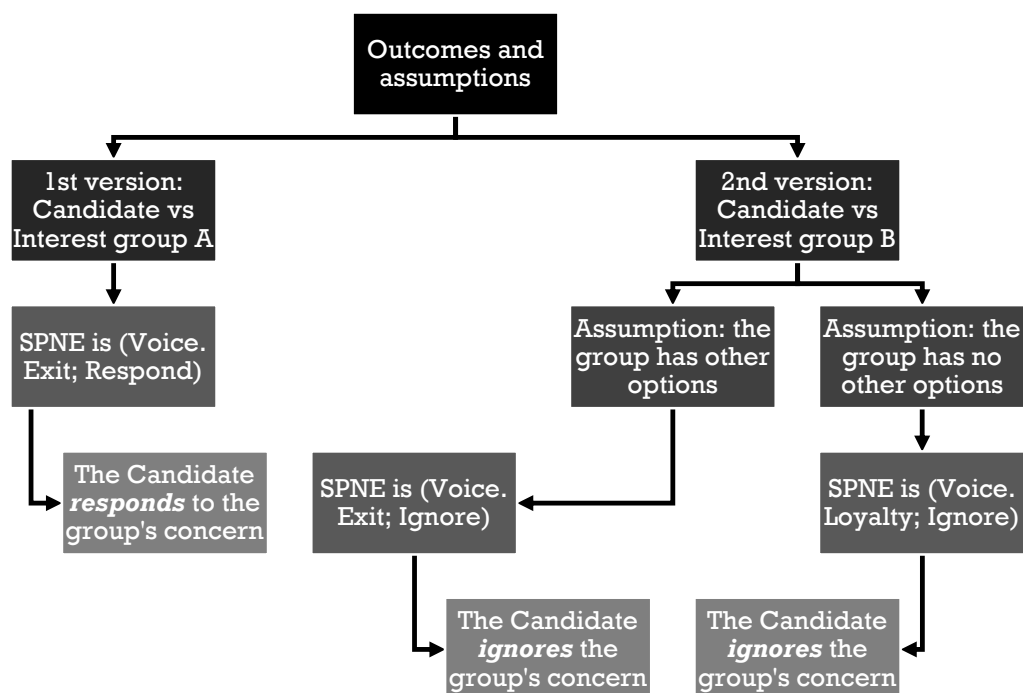 Outcomes and
assumptions
1st version:
Candidate vs
Interest group A
2nd version:
Candidate vs
Interest group B
SPNE is (Voice.
Exit; Respond)
Assumption: the
group has other
options
Assumption: the
group has no
other options
The Candidate
responds to the
group's concern
SPNE is (Voice.
Exit; Ignore)
SPNE is (Voice.
Loyalty; Ignore)
The Candidate
ignores the
group's concern
The Candidate
ignores the
group's concern